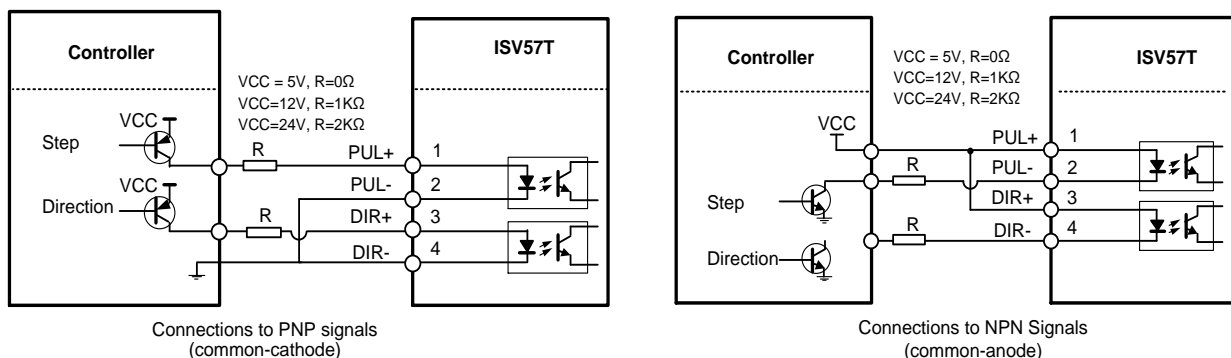 Controller
ISV57T
VCC = 5V, R=0Ω
VCC=12V, R=1KΩ
VCC=24V, R=2KΩ
VCC
Step
R
PUL+
1
PUL-
2
VCC
Direction
R
DIR+
3
DIR-
4
Connections to PNP signals
(common-cathode)
Controller
ISV57T
VCC = 5V, R=0Ω
VCC=12V, R=1KΩ
VCC=24V, R=2KΩ
VCC
PUL+
1
R
PUL-
2
Step
DIR+
3
R
DIR-
4
Direction
Connections to NPN Signals
(common-anode)